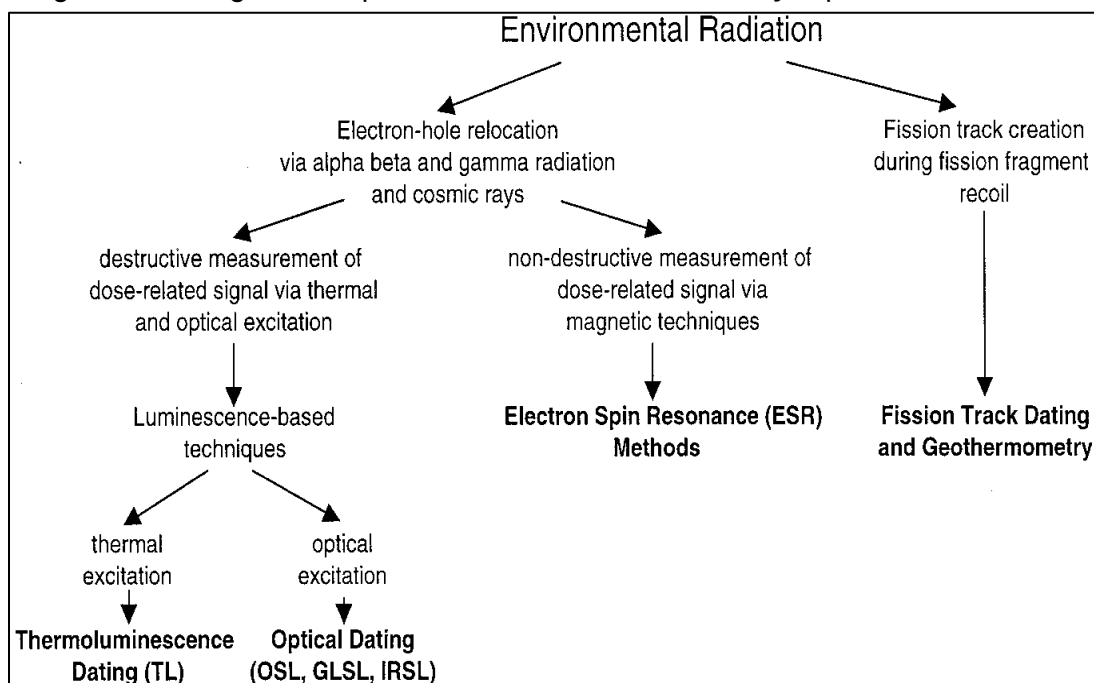 Environmental Radiation
Electron-hole relocation
via alpha beta and gamma radiation
and cosmic rays
Fission track creation
during fission fragment
recoil
destructive measurement of
dose-related signal via thermal
and optical excitation
non-destructive measurement of
dose-related signal via
magnetic techniques
Luminescence-based
techniques
Electron Spin Resonance (ESR)
Methods
Fission Track Dating
and Geothermometry
thermal
excitation
optical
excitation
Thermoluminescence
Dating (TL)
Optical Dating
(OSL, GLSL, IRSL)